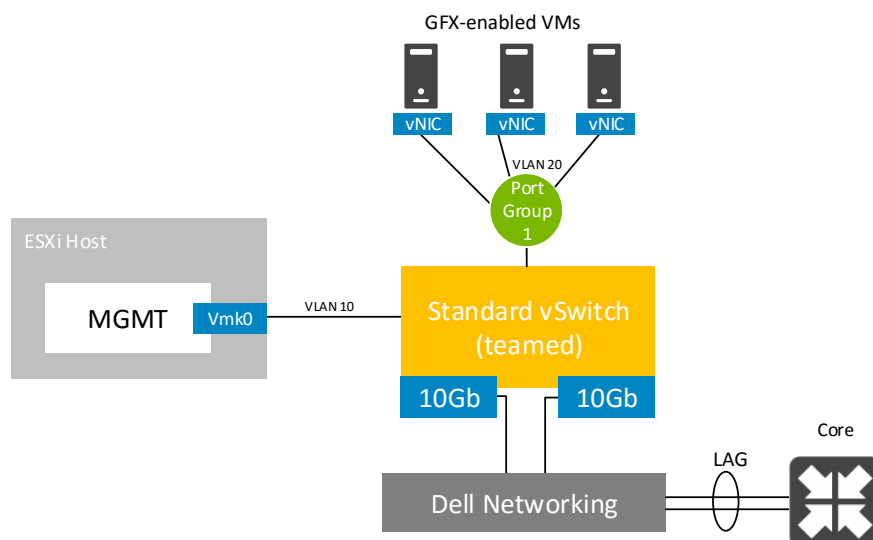 GFX-enabled VMs
vNIC
vNIC
vNIC
VLAN 20
Port
Group
1
ESXi Host
MGMT
Vmk0
VLAN 10
Standard vSwitch
(teamed)
10Gb
10Gb
Core
LAG
Dell Networking